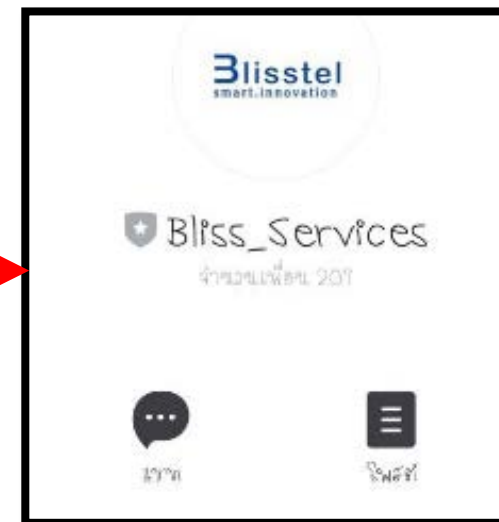 Blisstel
smart.innovation
Bliss_Services
จำนวนเพื่อน 207
แชท
โพสต์